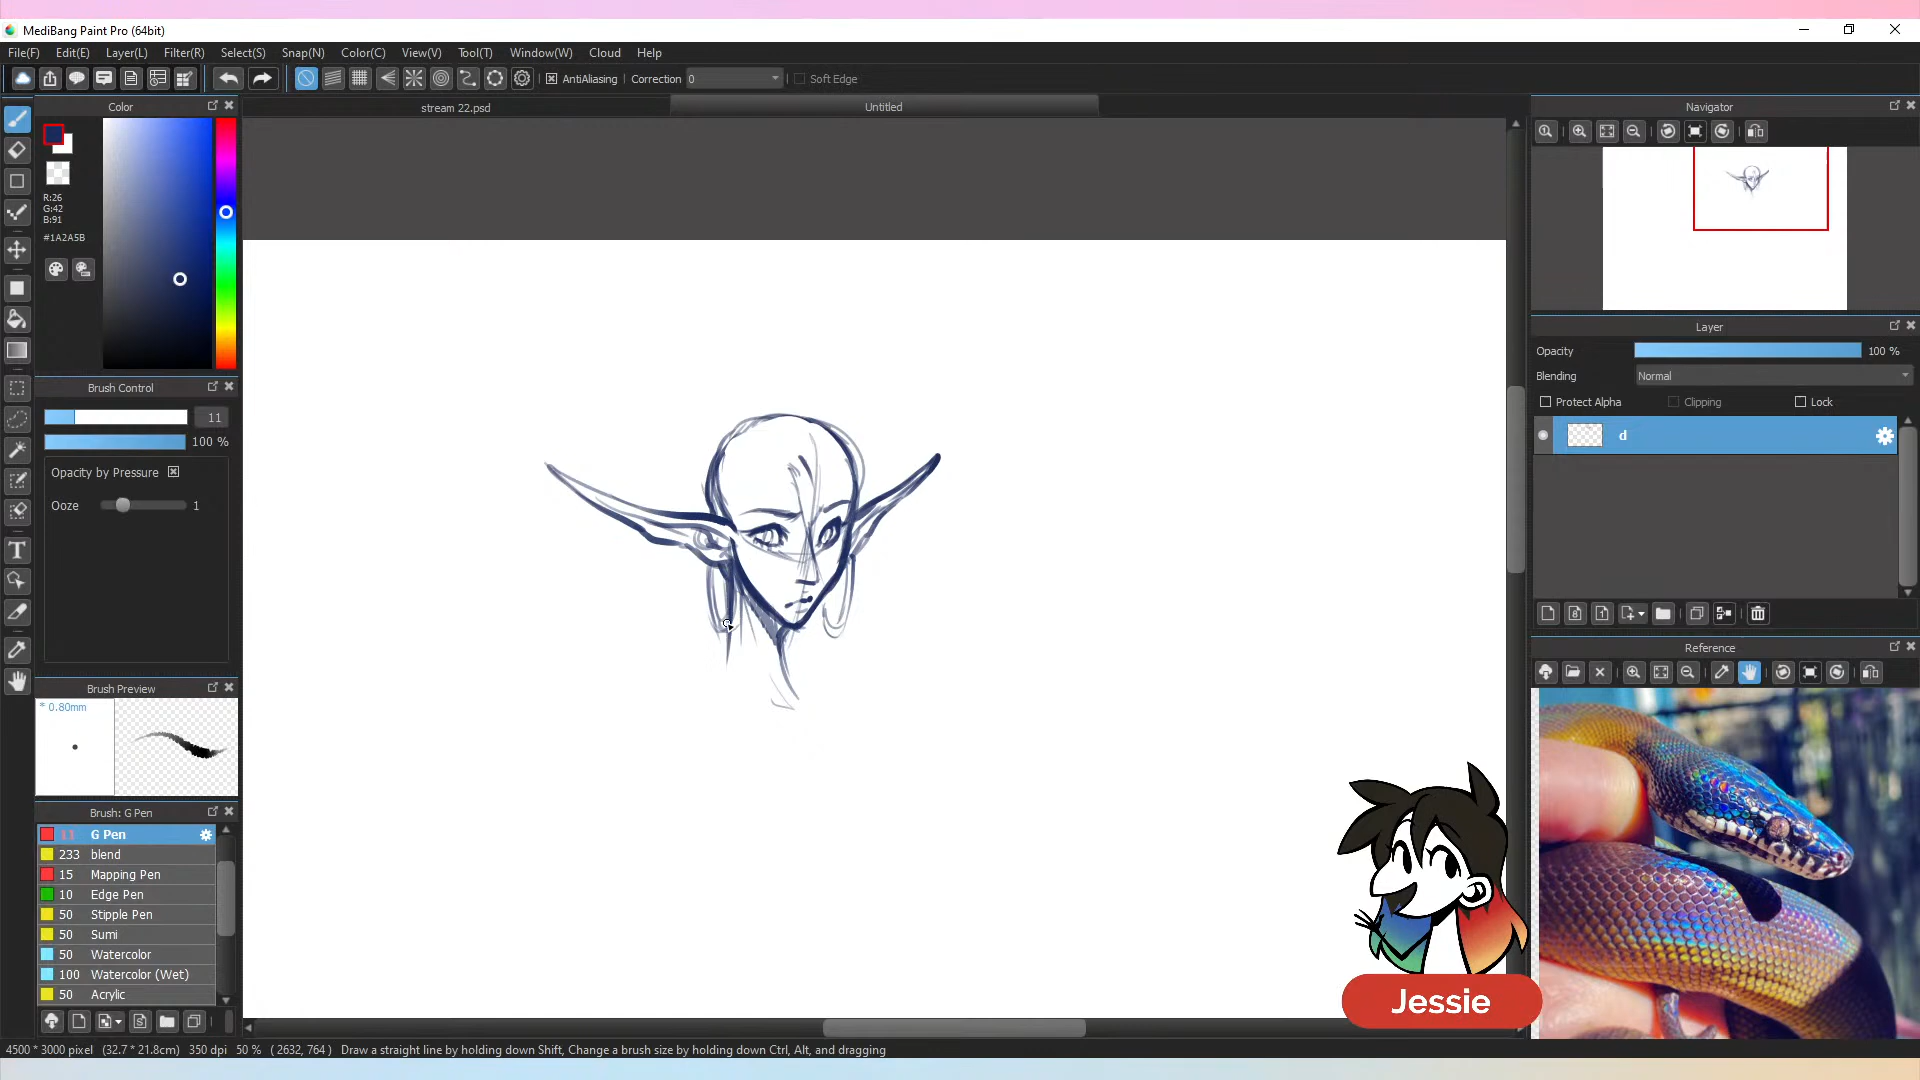 MediBang Paint Pro (64bit)
File(F) Edit(E) Layer(L) Filter(R) Select(S) Snap(N) Color(C) View(V) Tool(T) Window(W) Cloud Help
AntiAliasing Correction 0 Soft Edge
Color
stream 22.psd
Untitled
Navigator
R:26
G:42
B:91
#1A2A5B
Layer
Opacity 100 %
Blending Normal
Protect Alpha Clipping Lock
d
Brush Control
11
100 %
Opacity by Pressure
Ooze 1
Brush Preview
* 0.80mm
Brush: G Pen
11 G Pen
233 blend
15 Mapping Pen
10 Edge Pen
50 Stipple Pen
50 Sumi
50 Watercolor
100 Watercolor (Wet)
50 Acrylic
Reference
Jessie
4500 * 3000 pixel (32.7 * 21.8cm) 350 dpi 50 % ( 2632, 764 ) Draw a straight line by holding down Shift, Change a brush size by holding down Ctrl, Alt, and dragging